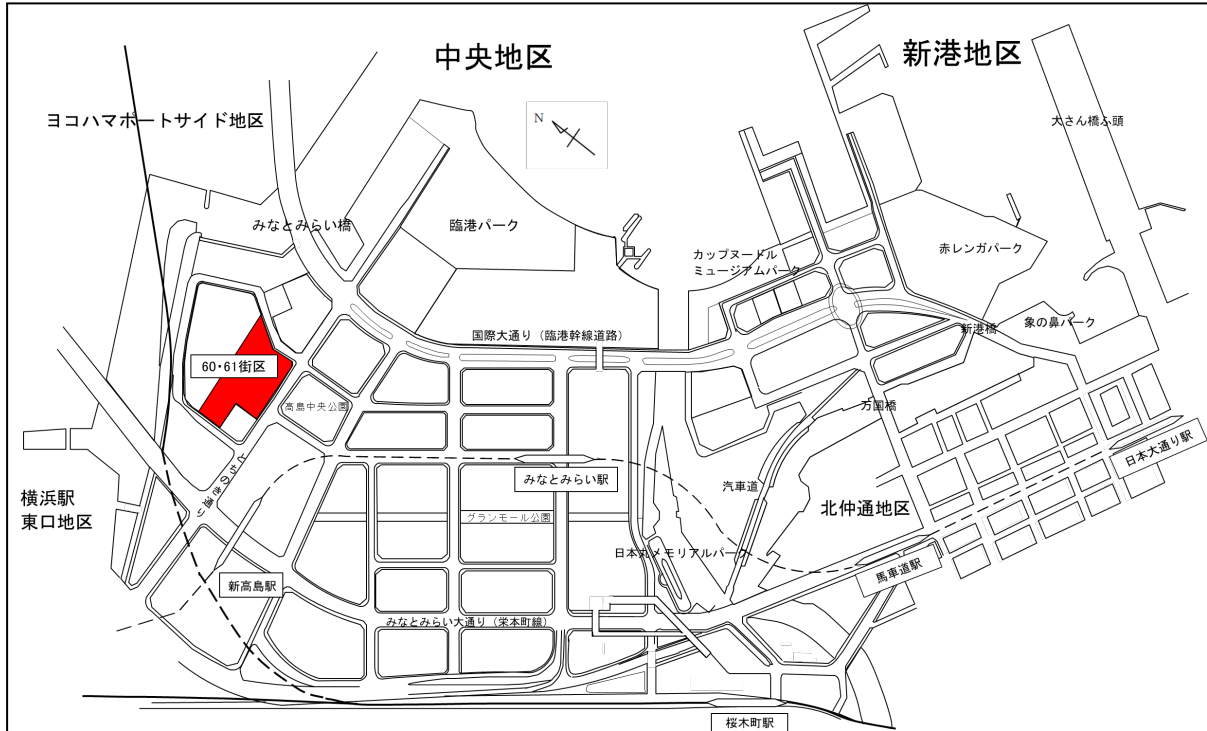 中央地区
新港地区
ヨコハマポートサイド地区
N
大さん橋ふ頭
みなとみらい橋
臨港パーク
カップヌードル
ミュージアムパーク
赤レンガパーク
国際大通り（臨港幹線道路）
新港橋
象の鼻パーク
60・61街区
高島中央公園
万国橋
とちのき通り
みなとみらい駅
汽車道
日本大通り駅
横浜駅
東口地区
グランモール公園
北仲通地区
日本丸メモリアルパーク
馬車道駅
新高島駅
みなとみらい大通り（栄本町線）
桜木町駅